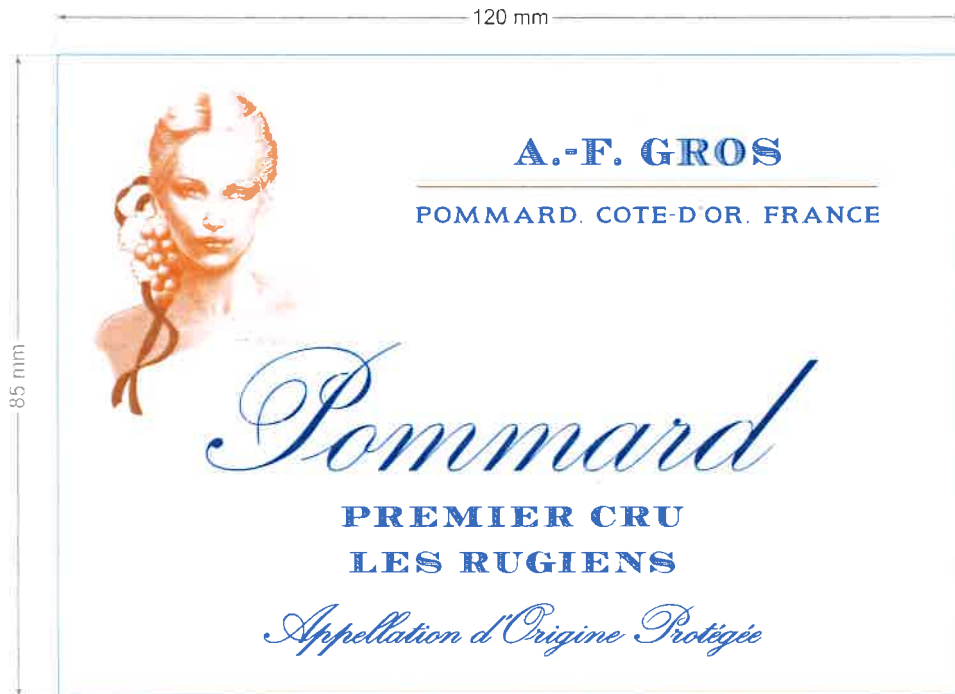 120 mm
85 mm
A.-F. GROS
POMMARD. COTE-D'OR. FRANCE
Pommard
PREMIER CRU
LES RUGIENS
Appellation d'Origine Protégée